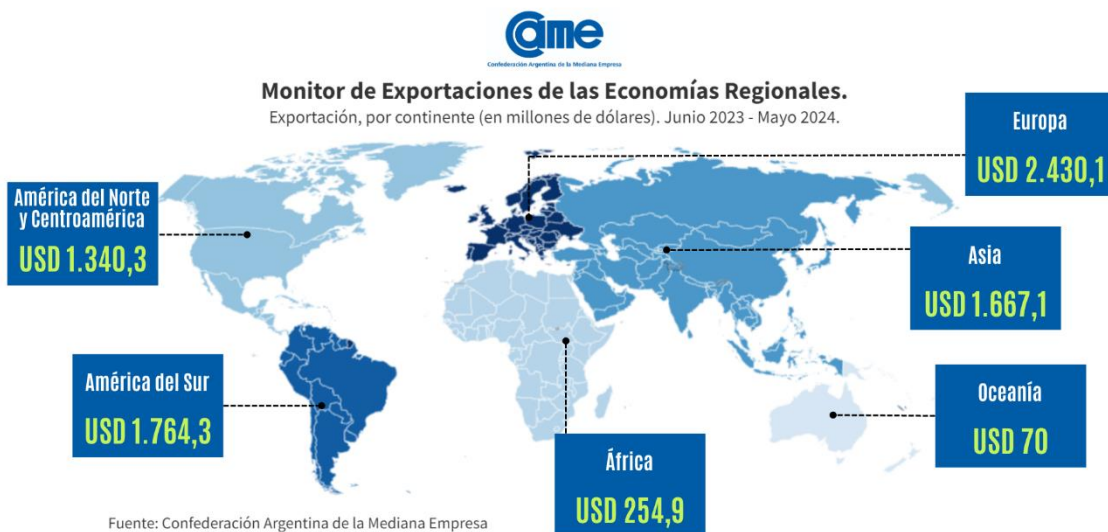 Came
Confederación Argentina de la Mediana Empresa
Monitor de Exportaciones de las Economías Regionales.
Exportación, por continente (en millones de dólares). Junio 2023 - Mayo 2024.
Europa
USD 2.430,1
América del Norte
y Centroamérica
USD 1.340,3
Asia
USD 1.667,1
América del Sur
USD 1.764,3
Oceanía
USD 70
África
USD 254,9
Fuente: Confederación Argentina de la Mediana Empresa